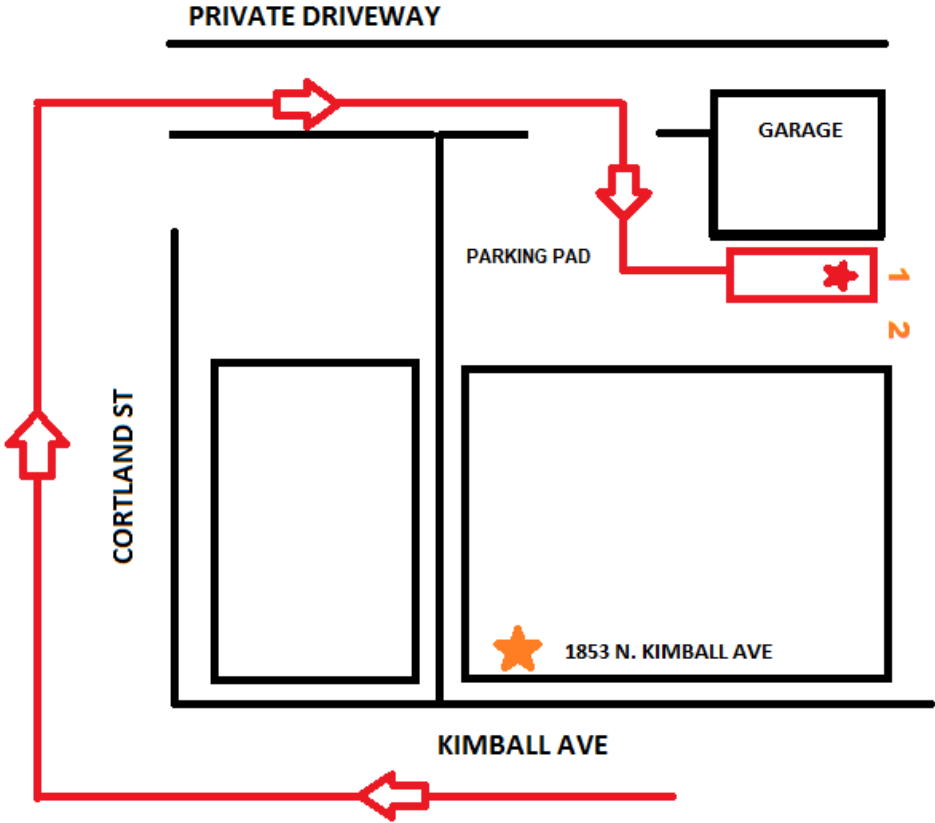 PRIVATE DRIVEWAY
GARAGE
PARKING PAD
1
2
CORTLAND ST
1853 N. KIMBALL AVE
KIMBALL AVE